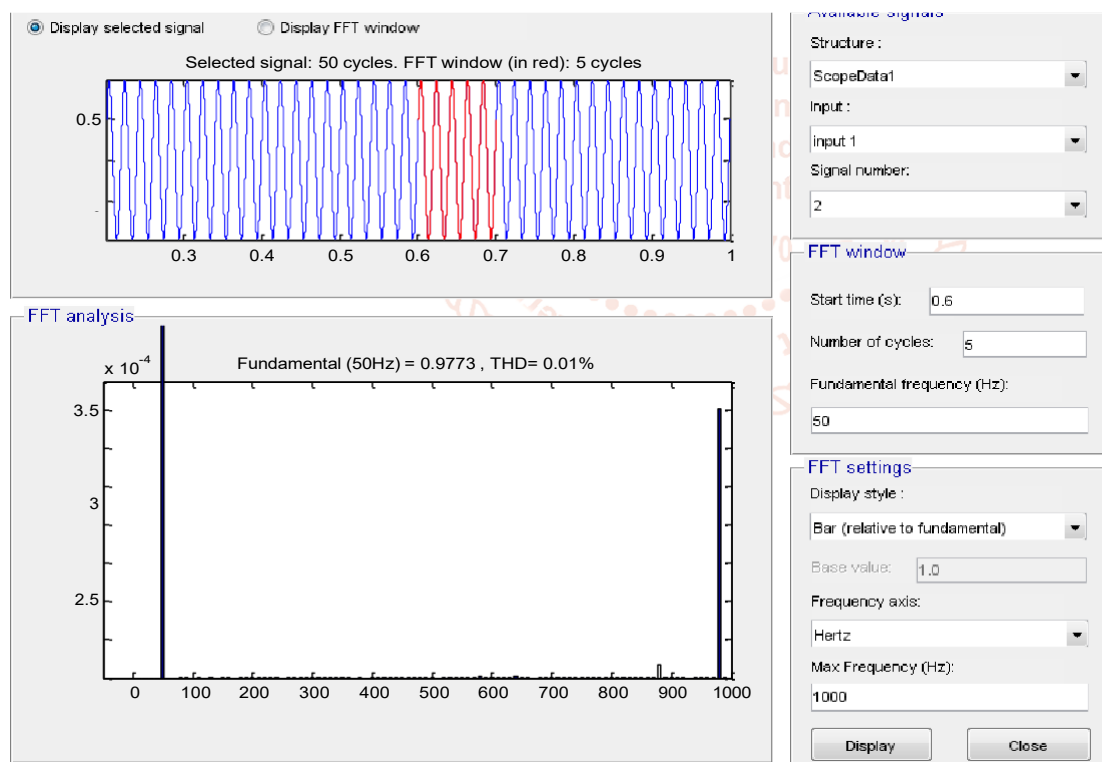 Display selected signal
Display FFT window
Selected signal: 50 cycles. FFT window (in red): 5 cycles
0.5
0.3 0.4 0.5 0.6 0.7 0.8 0.9 1
FFT analysis
x 10-4
Fundamental (50Hz) = 0.9773 , THD= 0.01%
3.5
3
2.5
0 100 200 300 400 500 600 700 800 900 1000
Available signals
Structure :
ScopeData1
Input :
input 1
Signal number:
2
FFT window
Start time (s): 0.6
Number of cycles: 5
Fundamental frequency (Hz):
50
FFT settings
Display style :
Bar (relative to fundamental)
Base value: 1.0
Frequency axis:
Hertz
Max Frequency (Hz):
1000
Display
Close